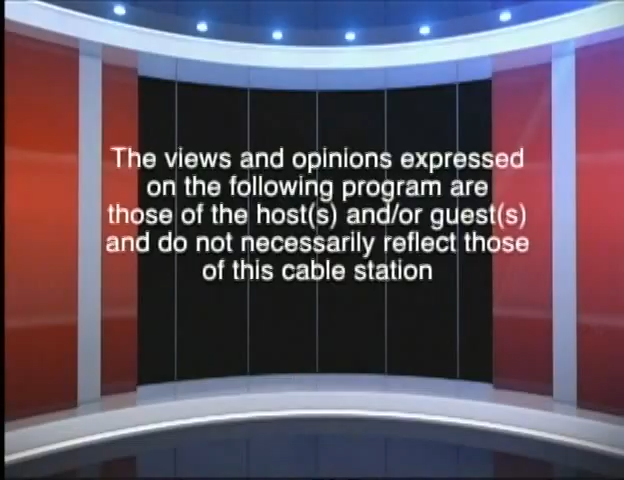 The views and opinions expressed
on the following program are
those of the host(s) and/or guest(s)
and do not necessarily reflect those
of this cable station